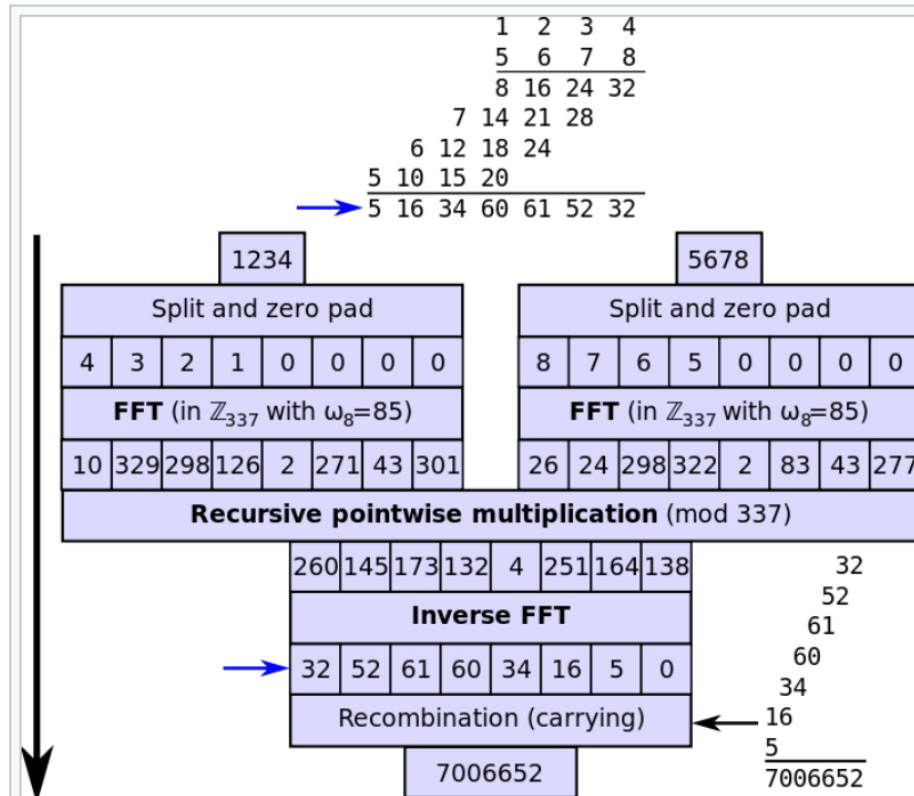 1 2 3 4
5 6 7 8
8 16 24 32
7 14 21 28
6 12 18 24
5 10 15 20
5 16 34 60 61 52 32
1234 5678
Split and zero pad Split and zero pad
4 3 2 1 0 0 0 0 8 7 6 5 0 0 0 0
FFT (in ℤ₃₃₇ with ω₈=85) FFT (in ℤ₃₃₇ with ω₈=85)
10 329 298 126 2 271 43 301 26 24 298 322 2 83 43 277
Recursive pointwise multiplication (mod 337)
260 145 173 132 4 251 164 138
Inverse FFT
32 52 61 60 34 16 5 0
Recombination (carrying)
7006652
32
52
61
60
34
16
5
7006652